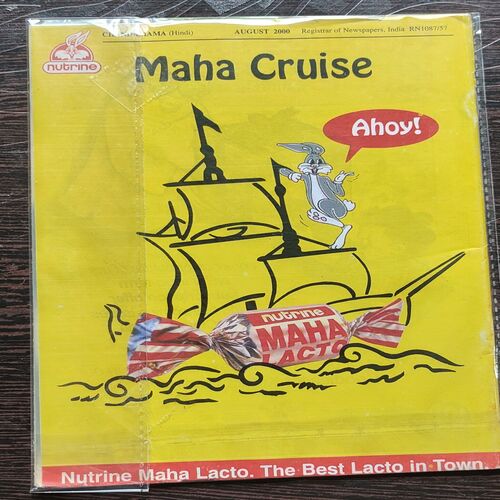 CHANDAMAMA (Hindi) AUGUST 2000 Registrar of Newspapers, India RN1087/57
nutrine
Maha Cruise
Ahoy!
nutrine
MAHA
LACTO
Nutrine Maha Lacto. The Best Lacto in Town.